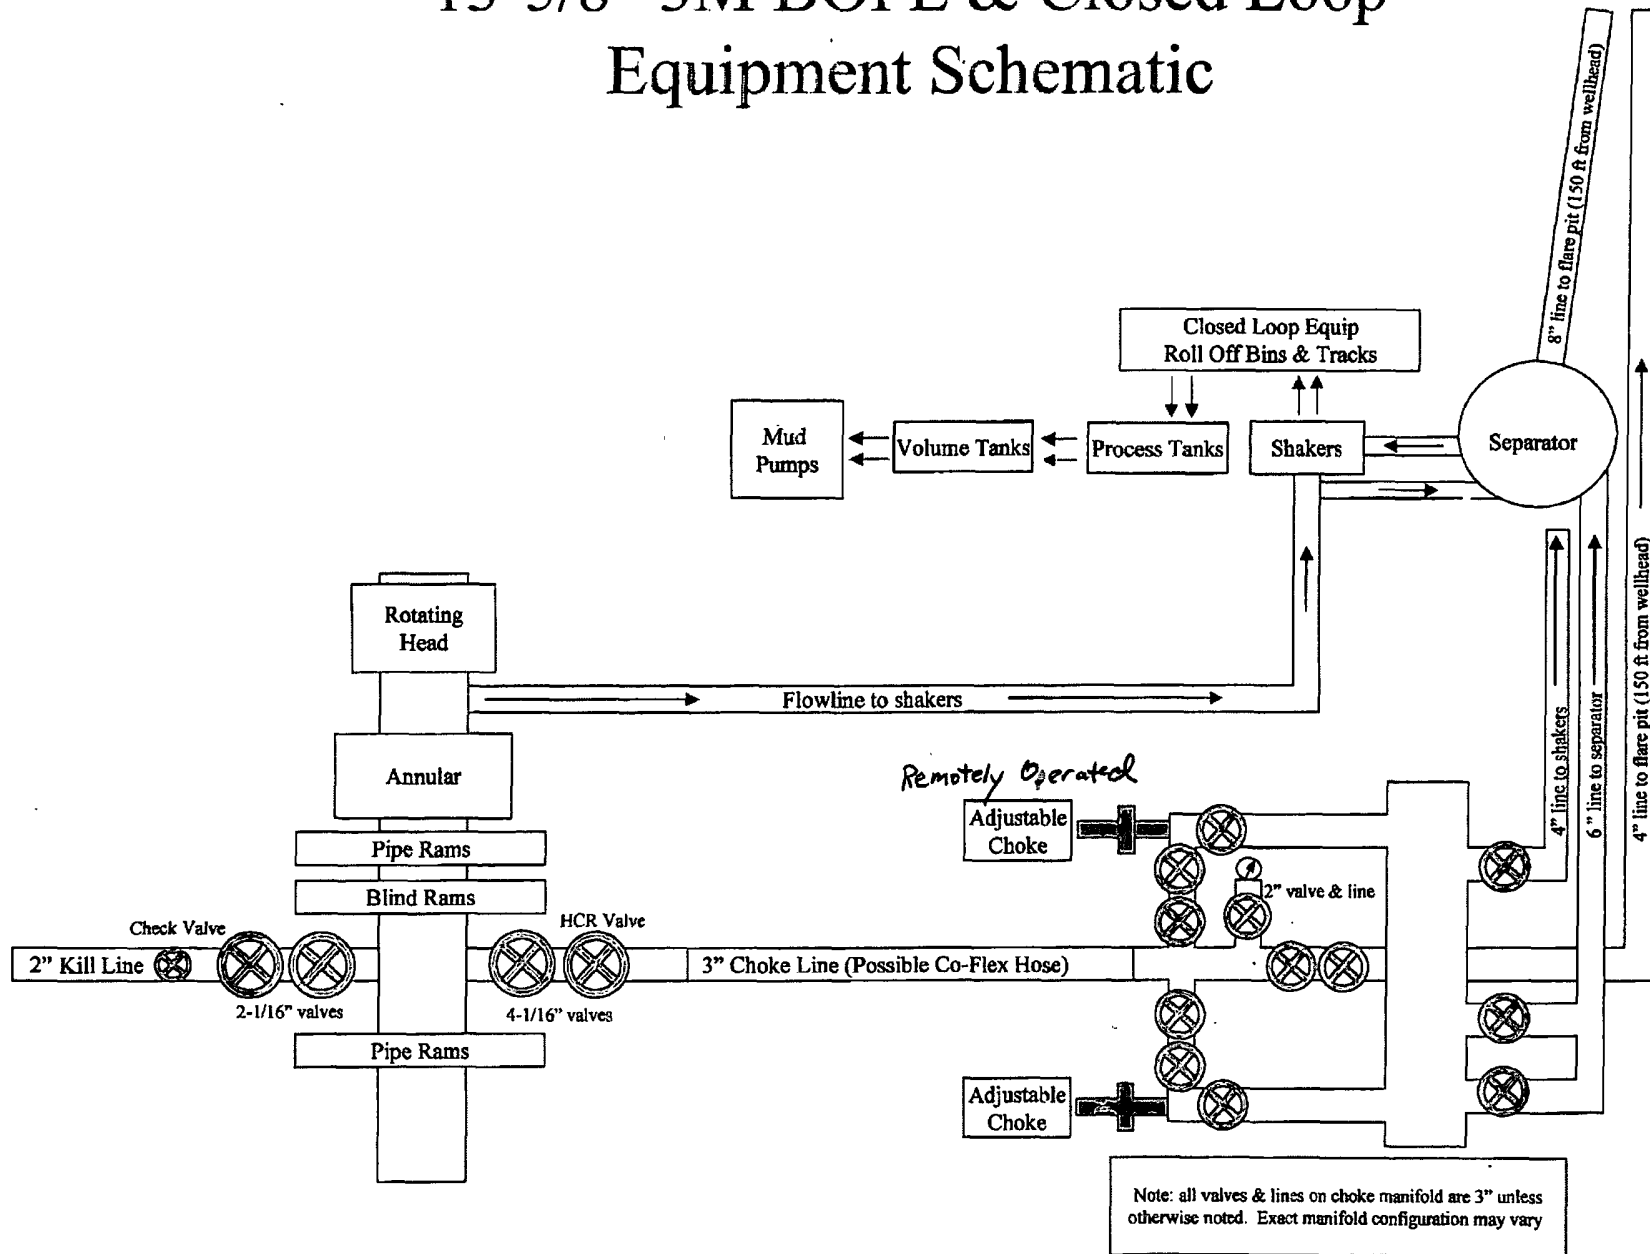 Equipment Schematic
8" line to flare pit (150 ft from wellhead)
Closed Loop Equip
Roll Off Bins & Tracks
Mud
Pumps
Volume Tanks
Process Tanks
Shakers
Separator
Rotating
Head
Flowline to shakers
Annular
Remotely Operated
Adjustable
Choke
Pipe Rams
Blind Rams
2" valve & line
4" line to shakers
6" line to separator
4" line to flare pit (150 ft from wellhead)
Check Valve
HCR Valve
2" Kill Line
3" Choke Line (Possible Co-Flex Hose)
2-1/16" valves
4-1/16" valves
Pipe Rams
Adjustable
Choke
Note: all valves & lines on choke manifold are 3" unless
otherwise noted. Exact manifold configuration may vary